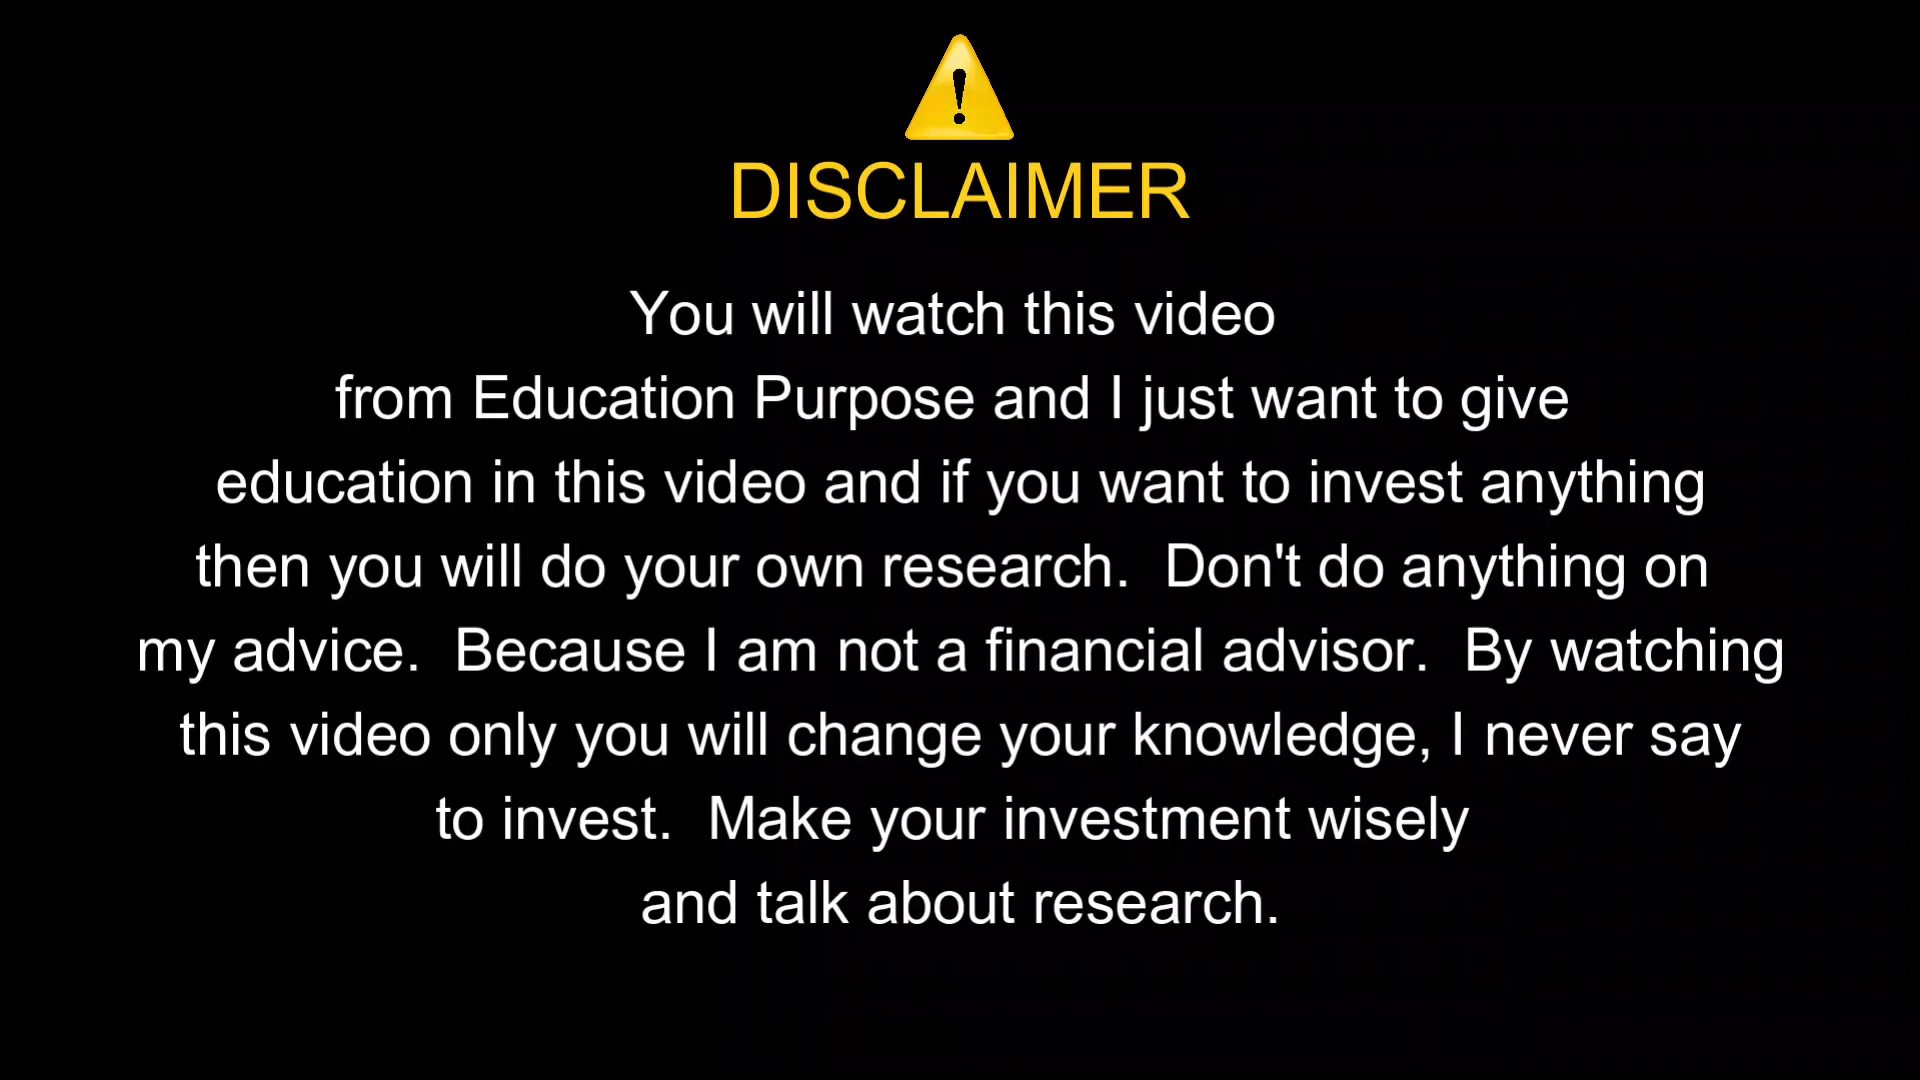 DISCLAIMER
You will watch this video
from Education Purpose and I just want to give
education in this video and if you want to invest anything
then you will do your own research.  Don't do anything on
my advice.  Because I am not a financial advisor.  By watching
this video only you will change your knowledge, I never say
to invest.  Make your investment wisely
and talk about research.